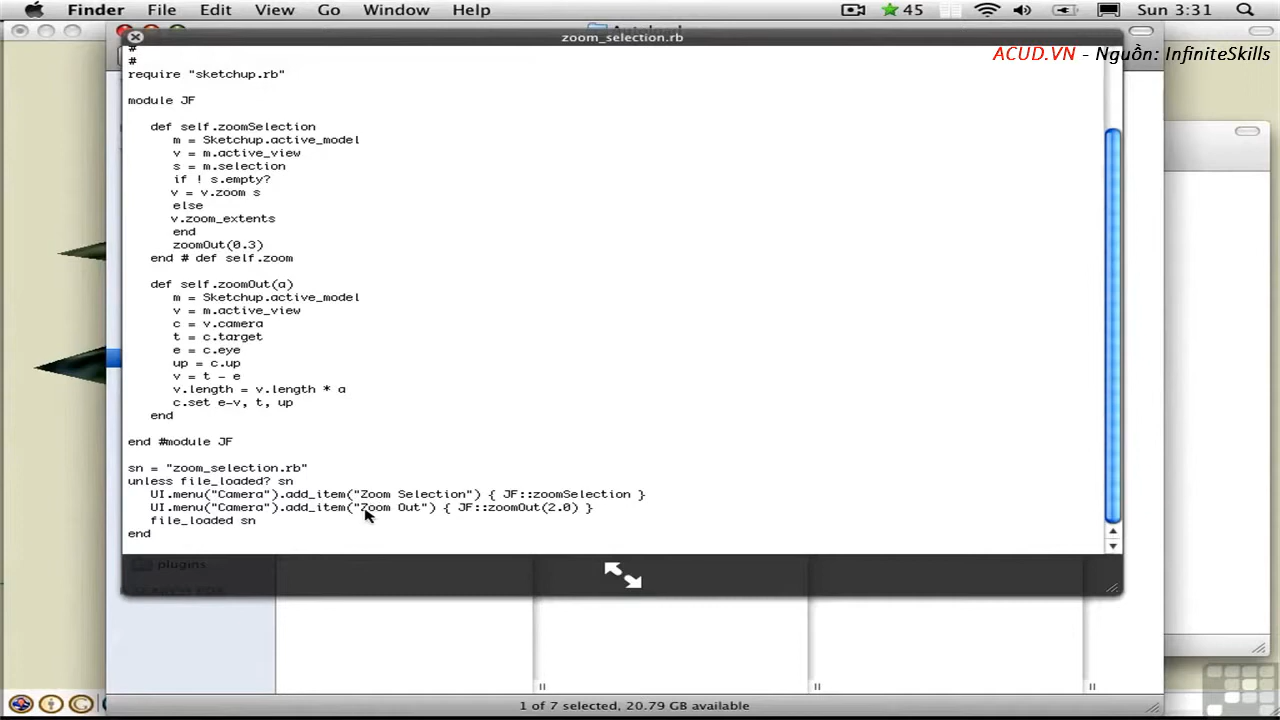 Finder File Edit View Go Window Help 45 Sun 3:31
zoom_selection.rb
ACUD.VN - Nguồn: InfiniteSkills
#
#
require "sketchup.rb"
module JF
def self.zoomSelection
m = Sketchup.active_model
v = m.active_view
s = m.selection
if ! s.empty?
v = v.zoom s
else
v.zoom_extents
end
zoomOut(0.3)
end # def self.zoom
def self.zoomOut(a)
m = Sketchup.active_model
v = m.active_view
c = v.camera
t = c.target
e = c.eye
up = c.up
v = t - e
v.length = v.length * a
c.set e-v, t, up
end
end #module JF
sn = "zoom_selection.rb"
unless file_loaded? sn
UI.menu("Camera").add_item("Zoom Selection") { JF::zoomSelection }
UI.menu("Camera").add_item("Zoom Out") { JF::zoomOut(2.0) }
file_loaded sn
end
plugins
1 of 7 selected, 20.79 GB available